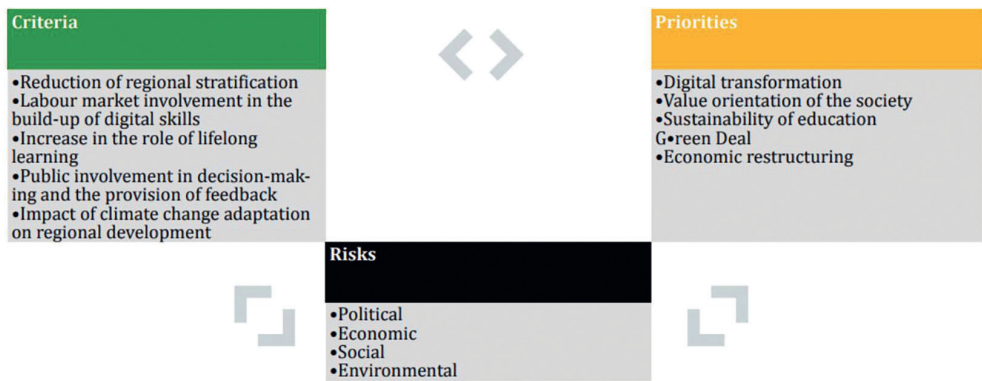 Criteria
•Reduction of regional stratification
•Labour market involvement in the
build-up of digital skills
•Increase in the role of lifelong
learning
•Public involvement in decision-mak-
ing and the provision of feedback
•Impact of climate change adaptation
on regional development
Priorities
•Digital transformation
•Value orientation of the society
•Sustainability of education
G•reen Deal
•Economic restructuring
Risks
•Political
•Economic
•Social
•Environmental